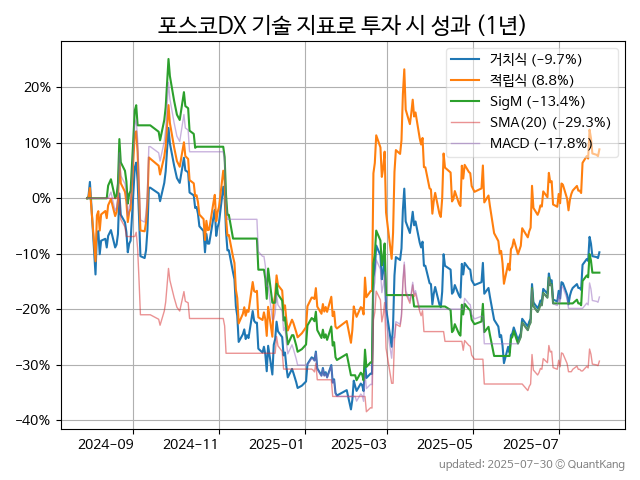 포스코DX 기술 지표로 투자 시 성과 (1년)
거치식 (−9.7%)
적립식 (8.8%)
SigM (−13.4%)
SMA(20) (−29.3%)
MACD (−17.8%)
20%
10%
0%
−10%
−20%
−30%
−40%
2024-09
2024-11
2025-01
2025-03
2025-05
2025-07
updated: 2025-07-30 © QuantKang